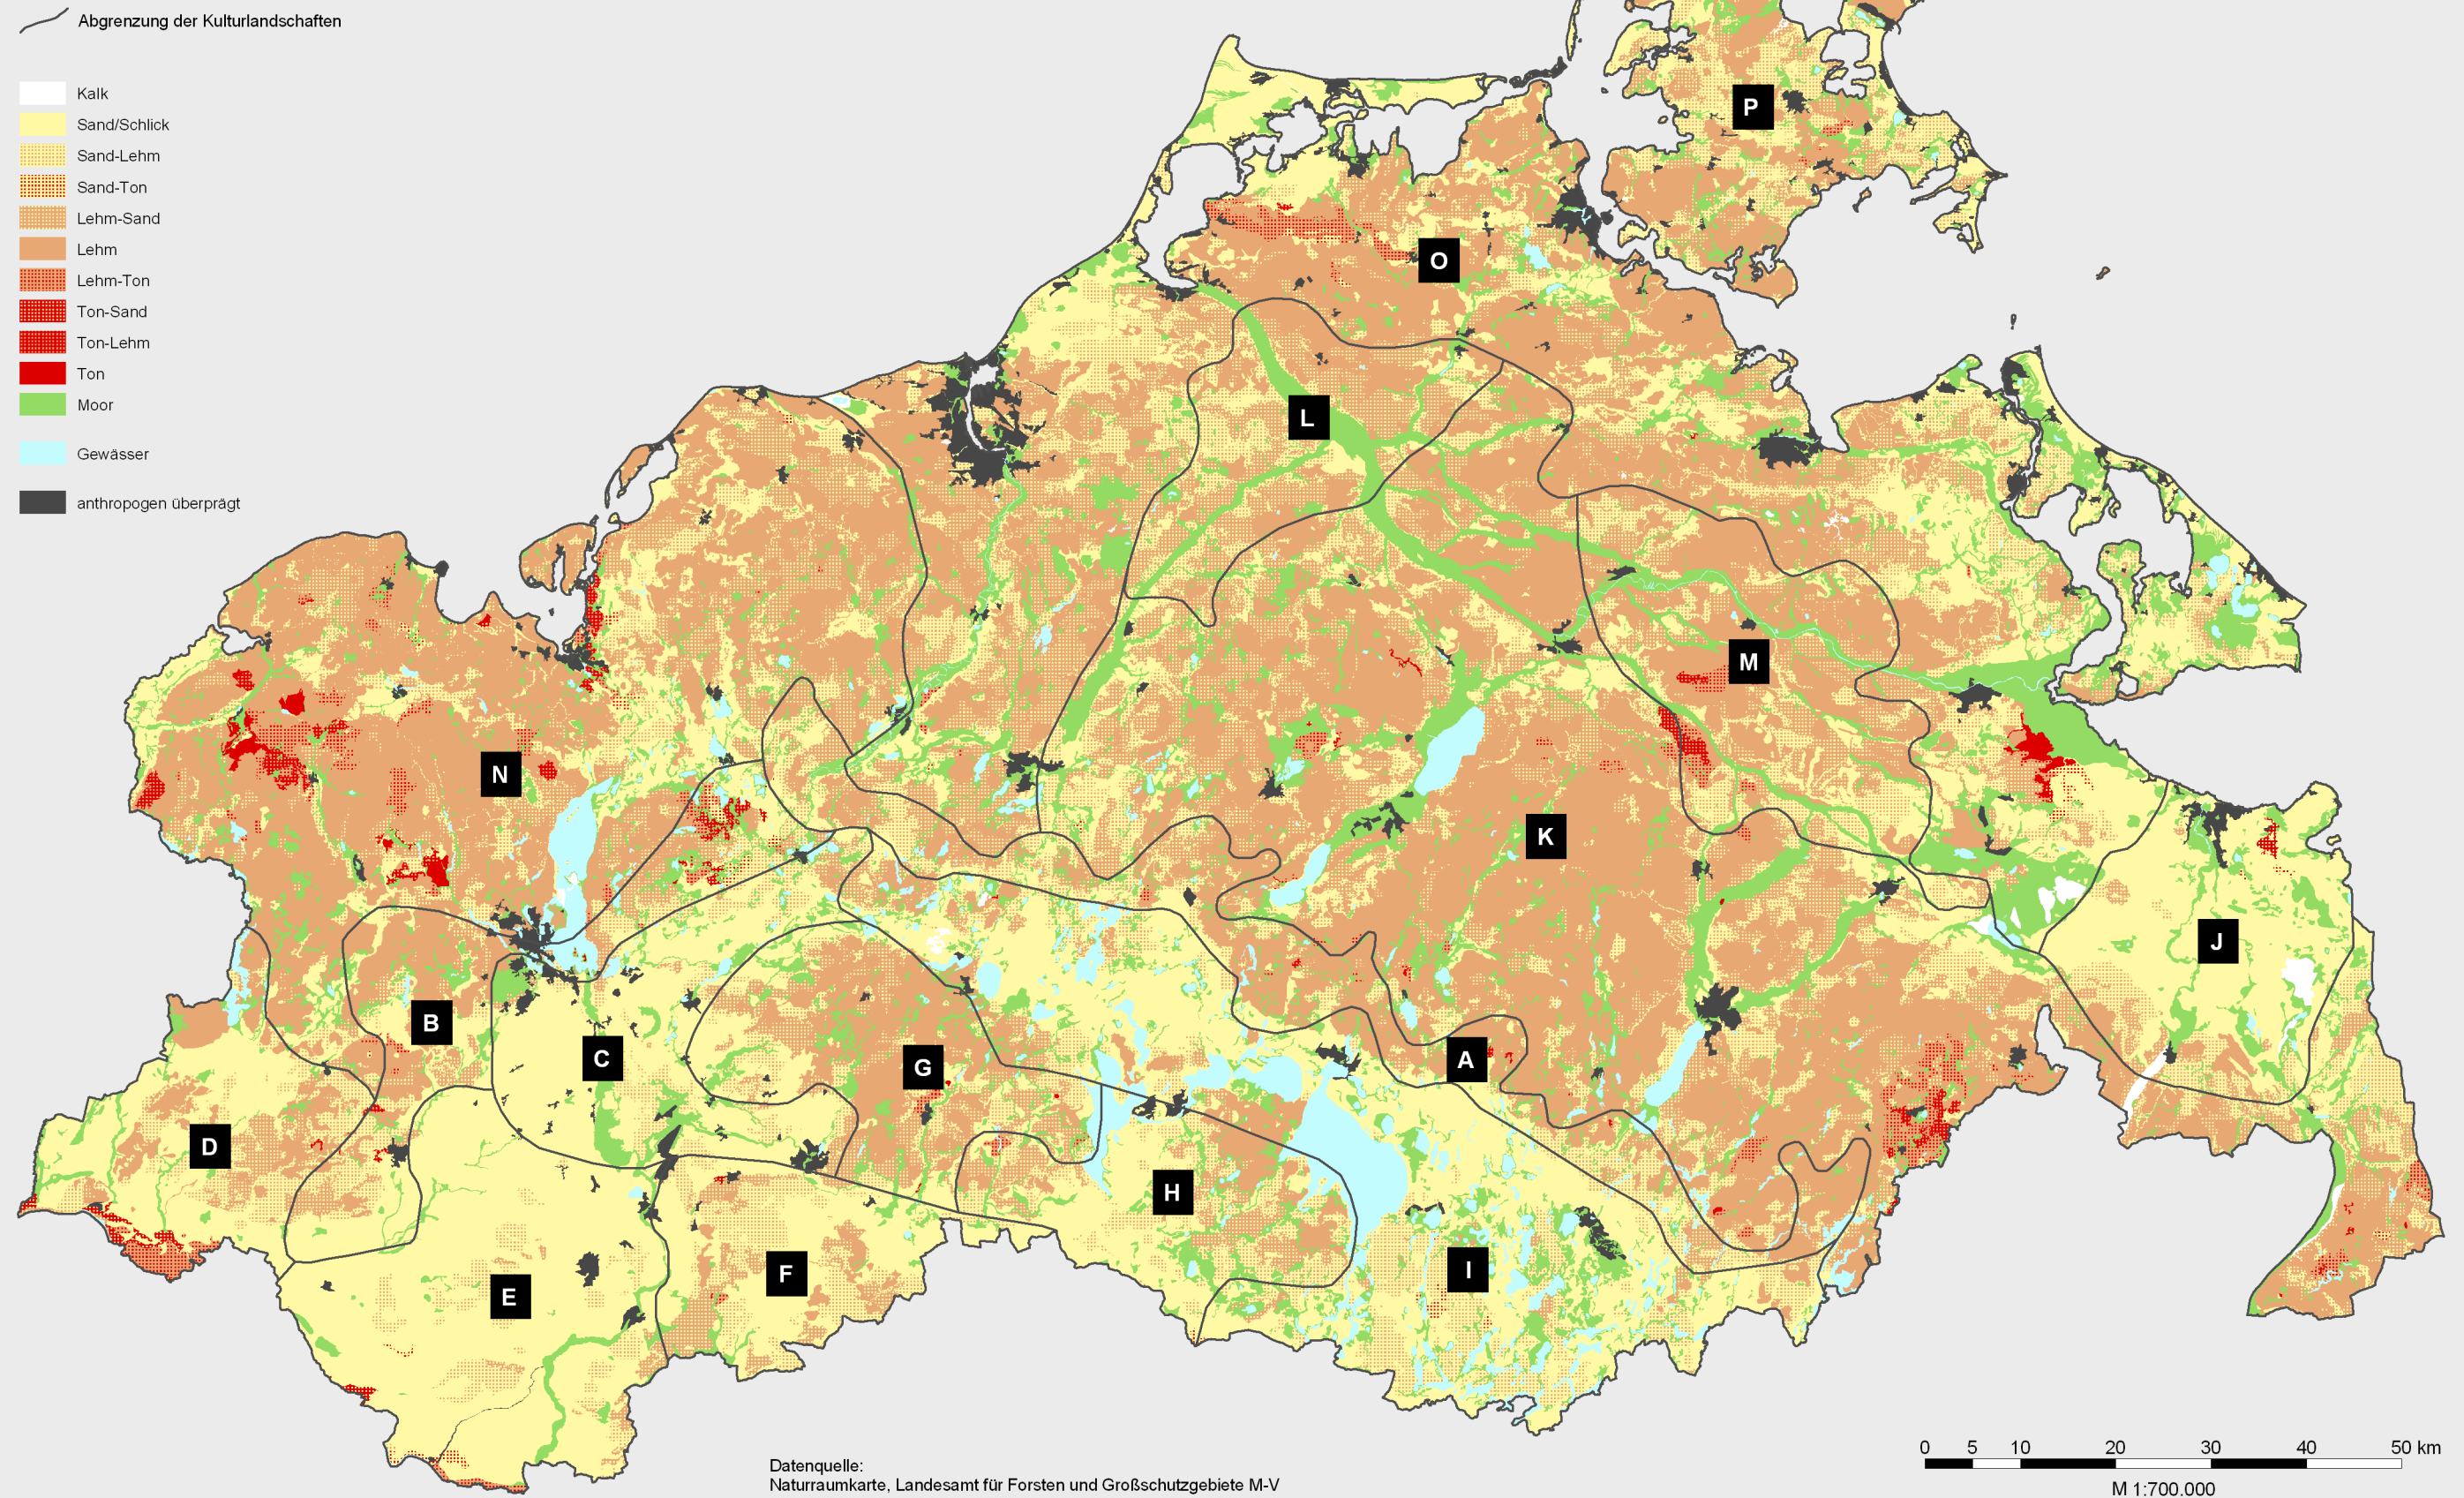 Abgrenzung der Kulturlandschaften
Kalk
Sand/Schlick
Sand-Lehm
Sand-Ton
Lehm-Sand
Lehm
Lehm-Ton
Ton-Sand
Ton-Lehm
Ton
Moor
Gewässer
anthropogen überprägt
P
O
L
M
N
K
J
B
C
G
A
D
H
F
I
E
0 5 10 20 30 40 50 km
M 1:700.000
Datenquelle:
Naturraumkarte, Landesamt für Forsten und Großschutzgebiete M-V